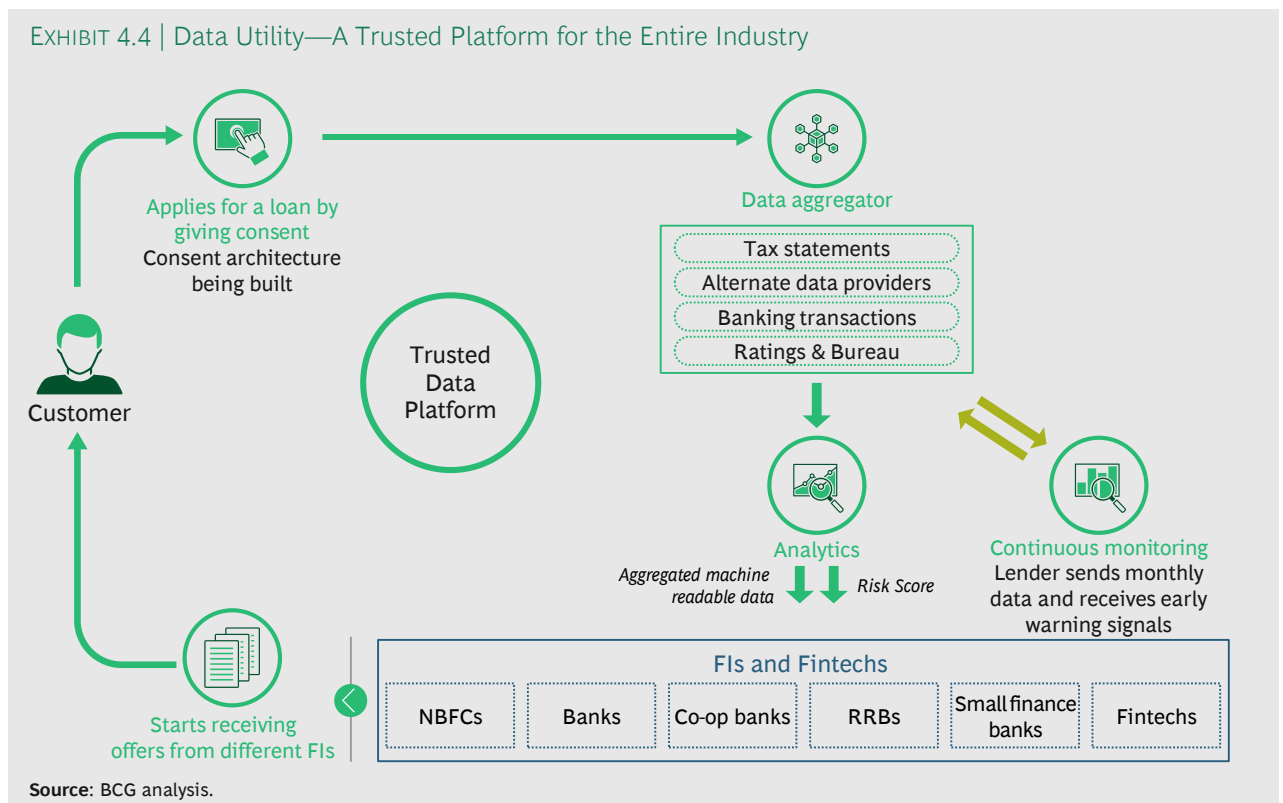 EXHIBIT 4.4 | Data Utility—A Trusted Platform for the Entire Industry
Applies for a loan by
giving consent
Consent architecture
being built
Data aggregator
Tax statements
Alternate data providers
Banking transactions
Ratings & Bureau
Trusted
Data
Platform
Customer
Analytics
Aggregated machine
readable data
Risk Score
Continuous monitoring
Lender sends monthly
data and receives early
warning signals
FIs and Fintechs
NBFCs
Banks
Co-op banks
RRBs
Small finance
banks
Fintechs
Starts receiving
offers from different FIs
Source: BCG analysis.